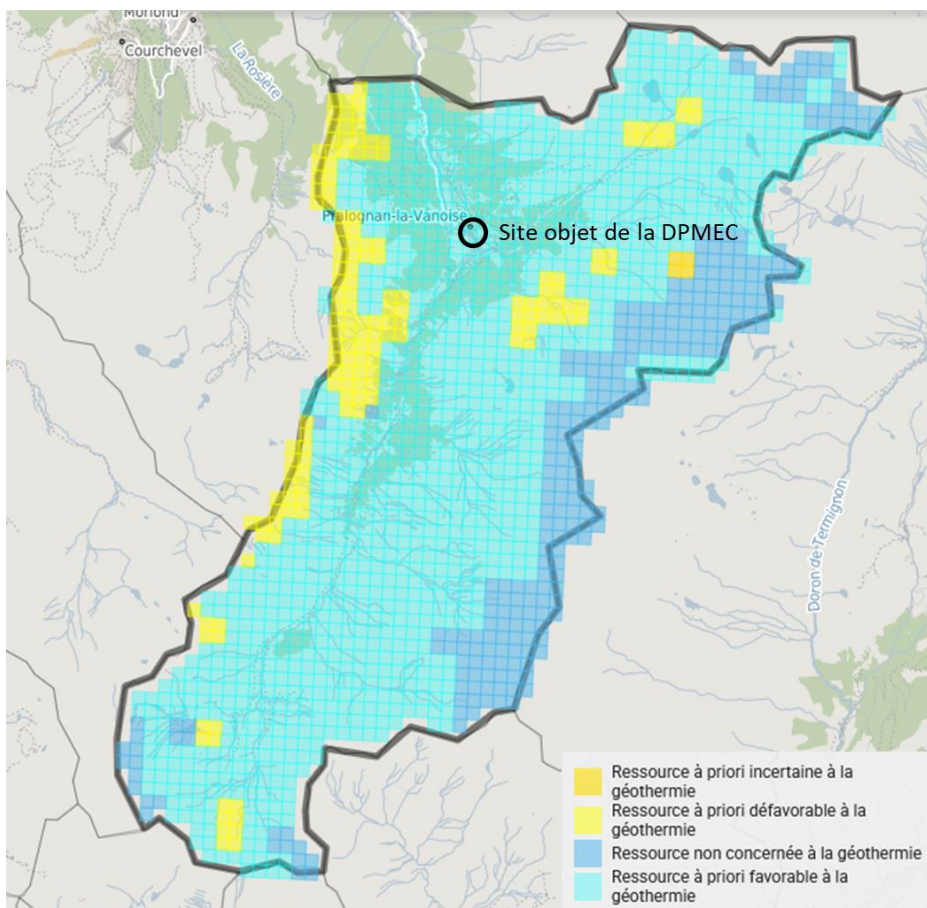 Moriond
Courchevel
La Rosière
Pralognan-la-Vanoise
Site objet de la DPMEC
Doron de Termignon
Ressource à priori incertaine à la
géothermie
Ressource à priori défavorable à la
géothermie
Ressource non concernée à la géothermie
Ressource à priori favorable à la
géothermie